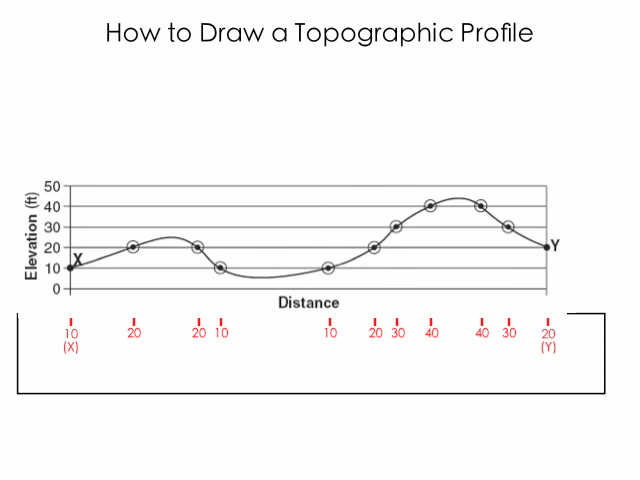 How to Draw a Topographic Profile
Elevation (ft)
50
40
30
20
10
0
X
Y
Distance
10 20 20 10 10 20 30 40 40 30 20
(X) (Y)